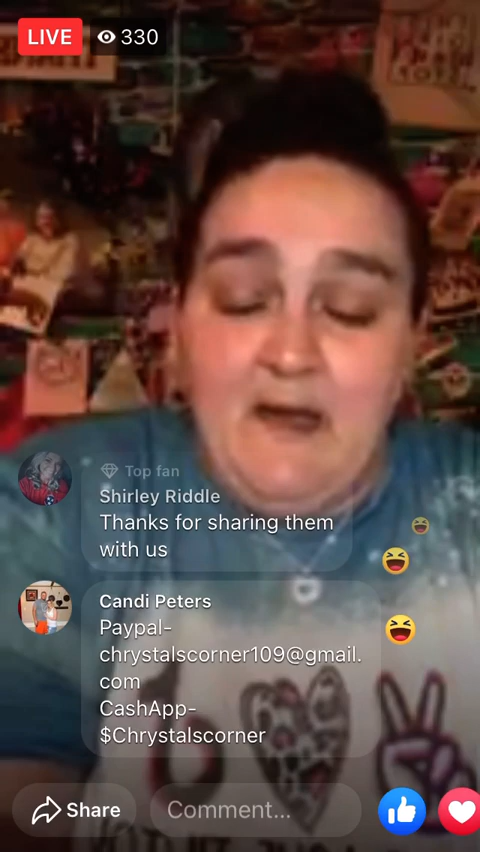 LIVE 330
Top fan
Shirley Riddle
Thanks for sharing them
with us
Candi Peters
Paypal-
chrystalscorner109@gmail.
com
CashApp-
$Chrystalscorner
Share Comment...